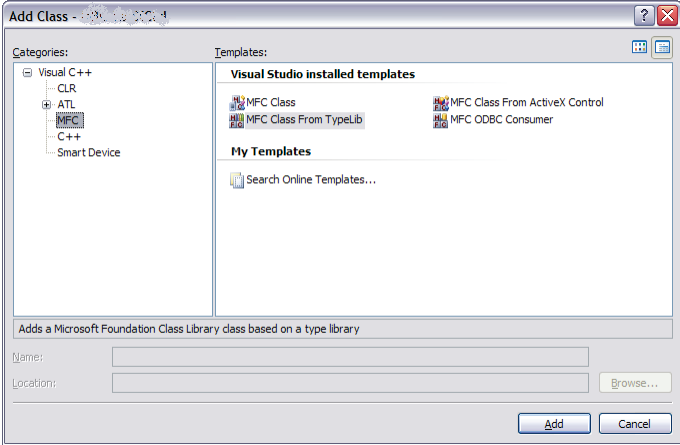 Add Class -
Categories:
Templates:
Visual C++
CLR
ATL
MFC
C++
Smart Device
Visual Studio installed templates
MFC Class
MFC Class From ActiveX Control
MFC Class From TypeLib
MFC ODBC Consumer
My Templates
Search Online Templates...
Adds a Microsoft Foundation Class Library class based on a type library
Name:
Location:
Browse...
Add
Cancel